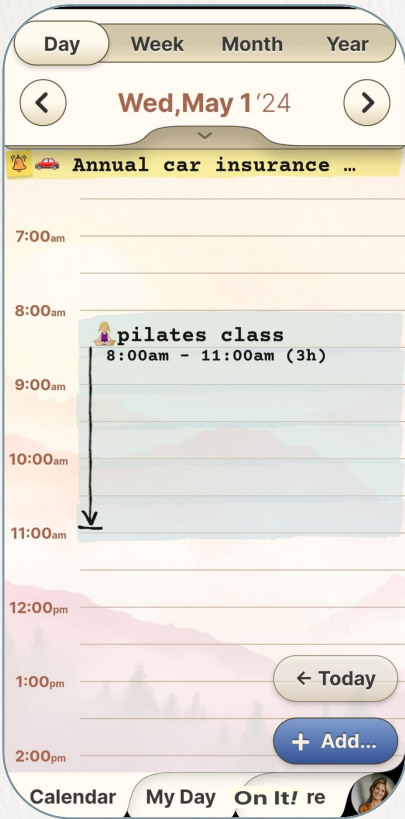 Day Week Month Year
Wed,May 1 ‘24
Annual car insurance …
7:00am
8:00am
pilates class
8:00am - 11:00am (3h)
9:00am
10:00am
11:00am
12:00pm
1:00pm
← Today
+ Add...
2:00pm
Calendar My Day On It! re